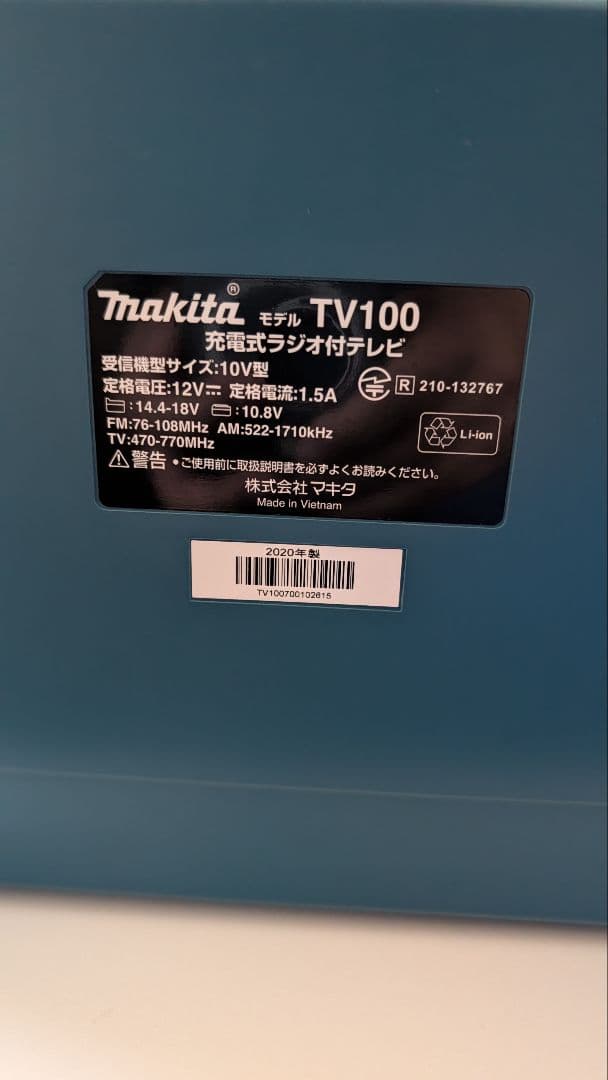 makita® モデル TV100
充電式ラジオ付テレビ
受信機型サイズ:10V型
定格電圧:12V⎓ 定格電流:1.5A
R 210-132767
:14.4-18V :10.8V
FM:76-108MHz AM:522-1710kHz
TV:470-770MHz
Li-ion
⚠警告 •ご使用前に取扱説明書を必ずよくお読みください。
株式会社マキタ
Made in Vietnam
2020年製
TV100700102615